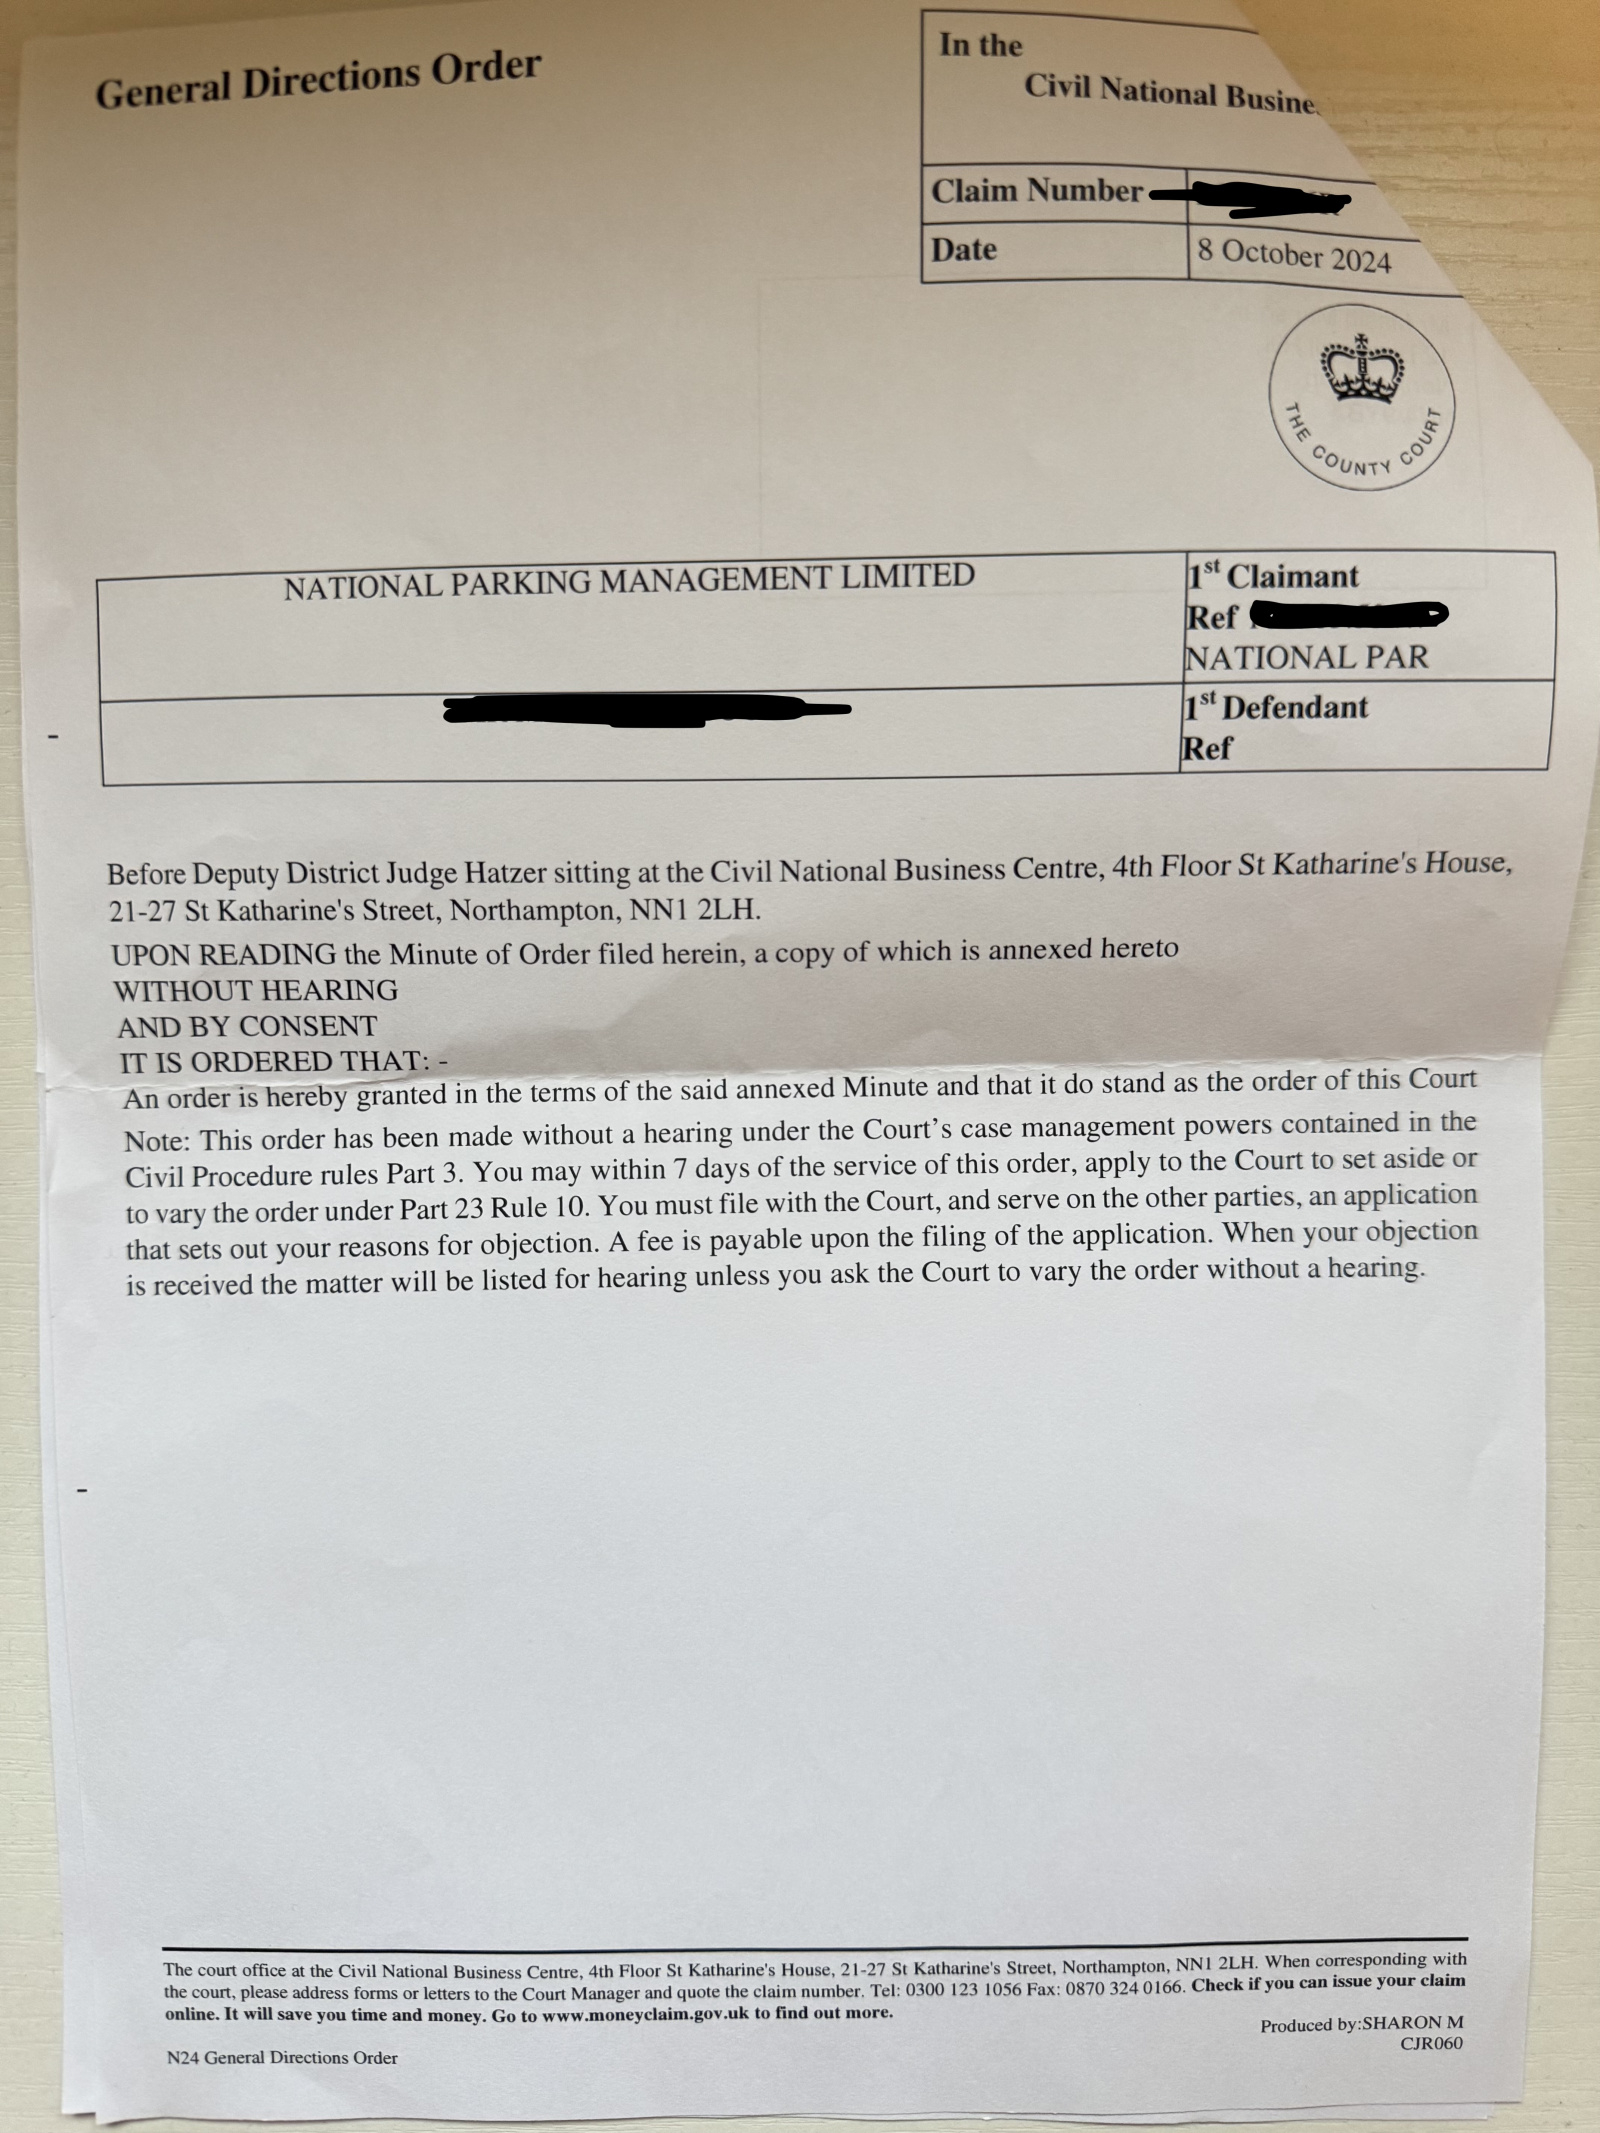 General Directions Order
In the
Civil National Busine
Claim Number
Date
8 October 2024
THE COUNTY COURT
NATIONAL PARKING MANAGEMENT LIMITED
1st Claimant
Ref
NATIONAL PAR
1st Defendant
Ref
Before Deputy District Judge Hatzer sitting at the Civil National Business Centre, 4th Floor St Katharine's House,
21-27 St Katharine's Street, Northampton, NN1 2LH.
UPON READING the Minute of Order filed herein, a copy of which is annexed hereto
WITHOUT HEARING
AND BY CONSENT
IT IS ORDERED THAT: -
An order is hereby granted in the terms of the said annexed Minute and that it do stand as the order of this Court
Note: This order has been made without a hearing under the Court’s case management powers contained in the
Civil Procedure rules Part 3. You may within 7 days of the service of this order, apply to the Court to set aside or
to vary the order under Part 23 Rule 10. You must file with the Court, and serve on the other parties, an application
that sets out your reasons for objection. A fee is payable upon the filing of the application. When your objection
is received the matter will be listed for hearing unless you ask the Court to vary the order without a hearing.
The court office at the Civil National Business Centre, 4th Floor St Katharine's House, 21-27 St Katharine's Street, Northampton, NN1 2LH. When corresponding with
the court, please address forms or letters to the Court Manager and quote the claim number. Tel: 0300 123 1056 Fax: 0870 324 0166. Check if you can issue your claim
online. It will save you time and money. Go to www.moneyclaim.gov.uk to find out more.
Produced by:SHARON M
CJR060
N24 General Directions Order